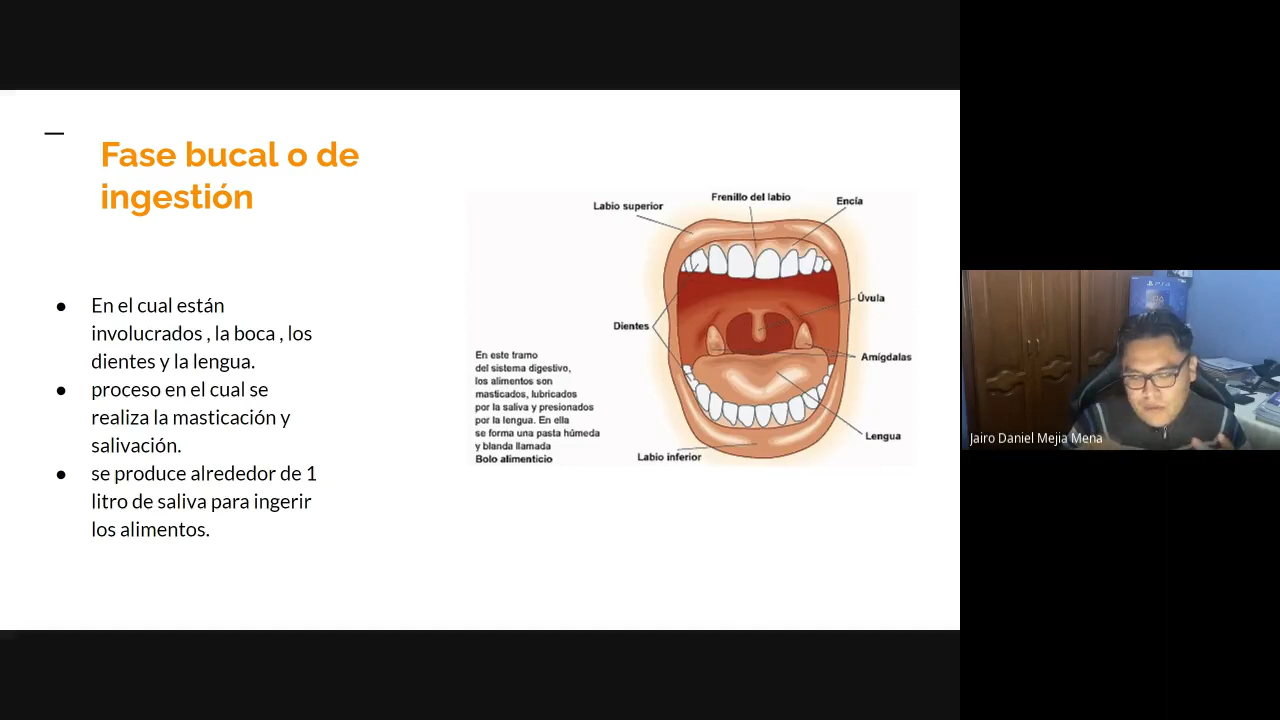 Fase bucal o de
ingestión
● En el cual están
involucrados , la boca , los
dientes y la lengua.
● proceso en el cual se
realiza la masticación y
salivación.
● se produce alrededor de 1
litro de saliva para ingerir
los alimentos.
Frenillo del labio
Labio superior
Encía
Úvula
Dientes
Amígdalas
En este tramo
del sistema digestivo,
los alimentos son
masticados, lubricados
por la saliva y presionados
por la lengua. En ella
se forma una pasta húmeda
y blanda llamada
Bolo alimenticio
Lengua
Labio inferior
Jairo Daniel Mejia Mena